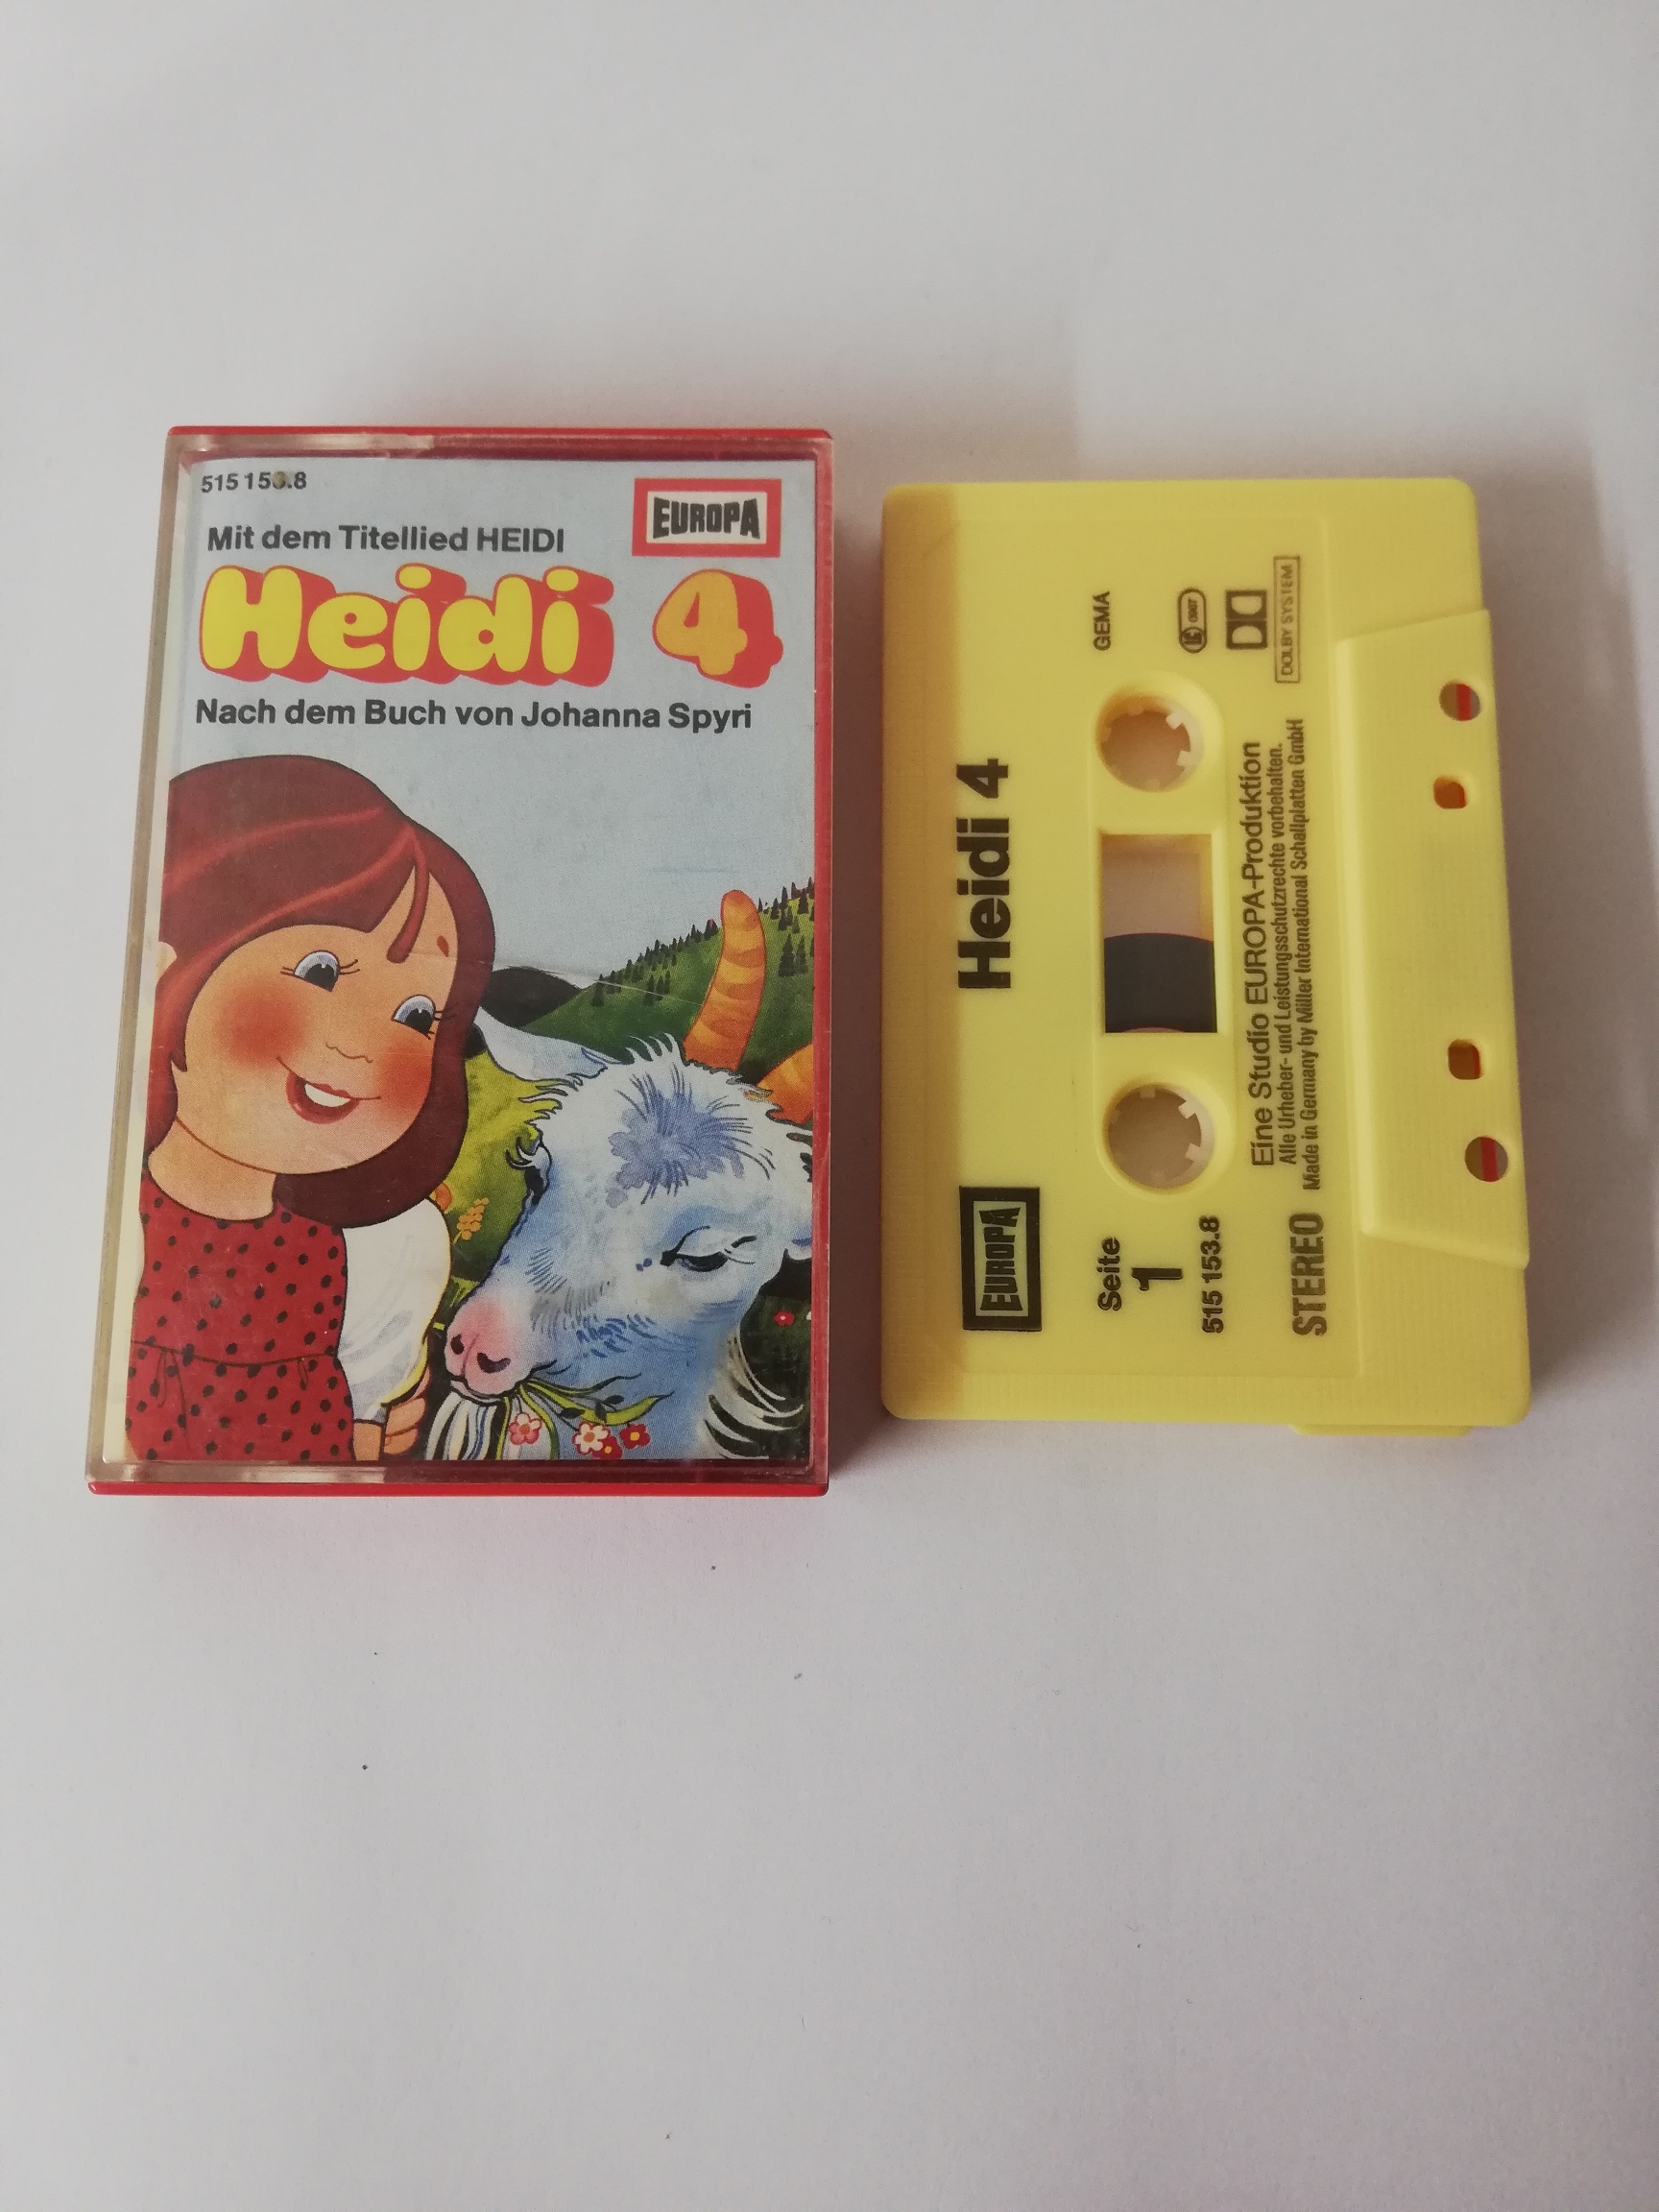 515 153.8
EUROPA
Mit dem Titellied HEIDI
Heidi 4
Nach dem Buch von Johanna Spyri
EUROPA
Heidi 4
Seite
1
GEMA
515 153.8
LC 0907
STEREO
Eine Studio EUROPA-Produktion
Alle Urheber- und Leistungsschutzrechte vorbehalten.
Made in Germany by Miller International Schallplatten GmbH
DOLBY SYSTEM